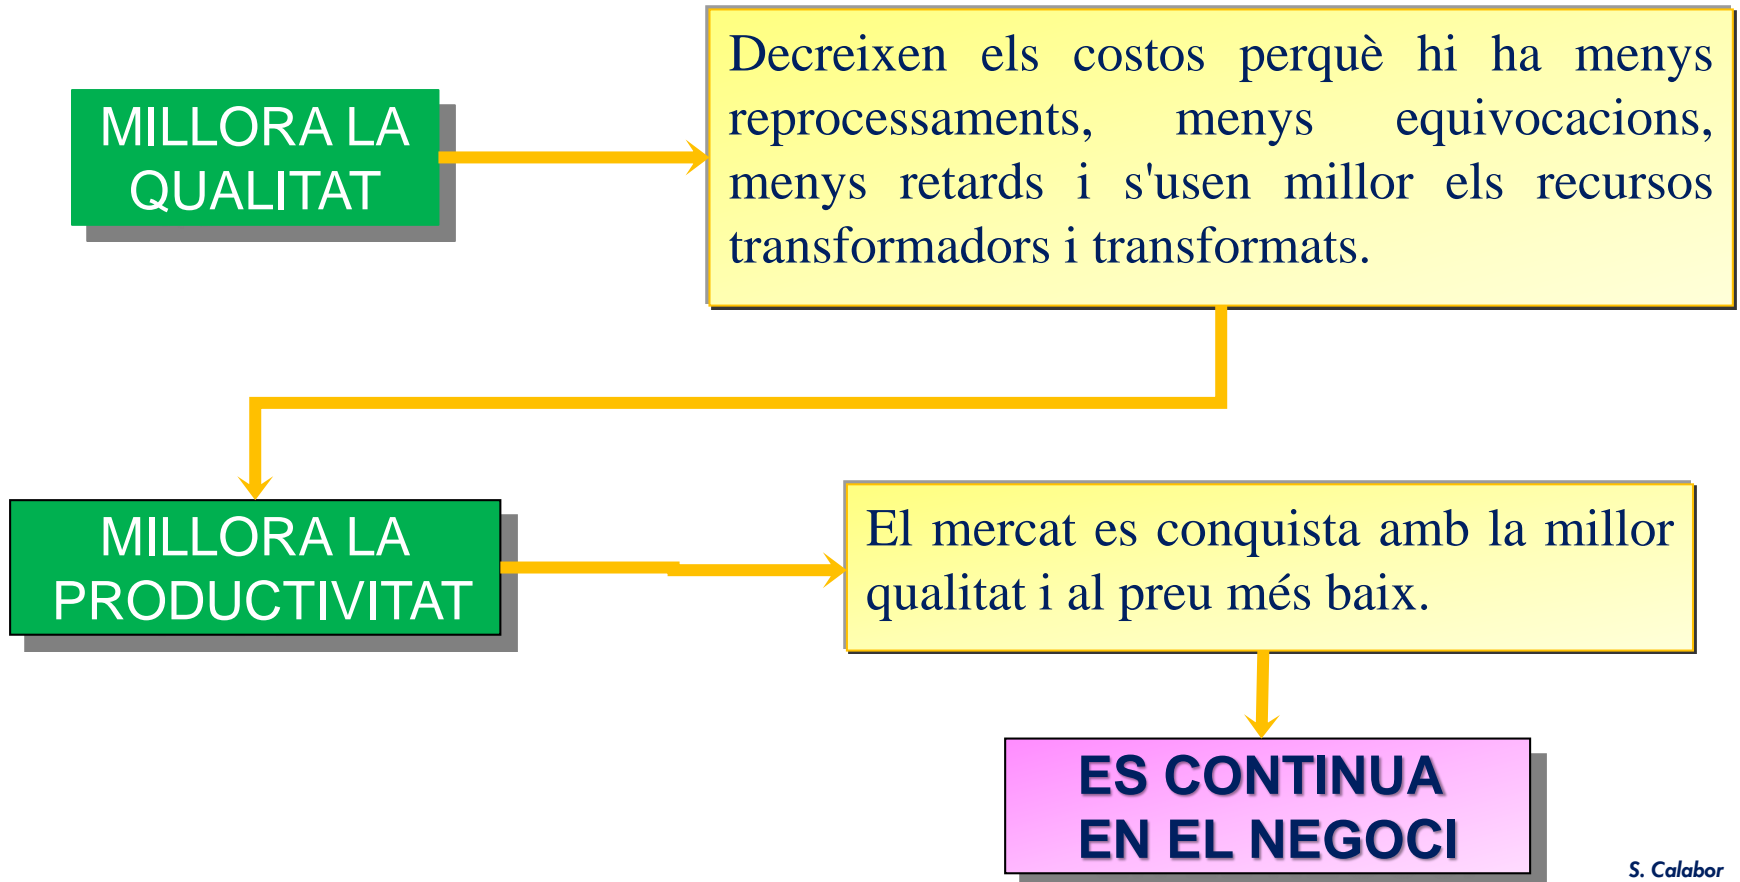 MILLORA LA
QUALITAT
Decreixen els costos perquè hi ha menys
reprocessaments, menys equivocacions,
menys retards i s'usen millor els recursos
transformadors i transformats.
MILLORA LA
PRODUCTIVITAT
El mercat es conquista amb la millor
qualitat i al preu més baix.
ES CONTINUA
EN EL NEGOCI
S. Calabor